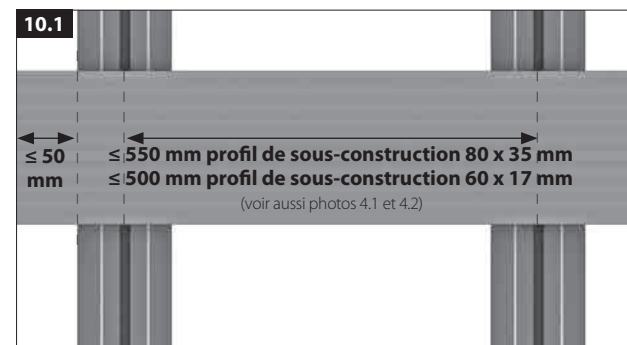 10.1
≤ 50
mm
≤ 550 mm profil de sous-construction 80 x 35 mm
≤ 500 mm profil de sous-construction 60 x 17 mm
(voir aussi photos 4.1 et 4.2)